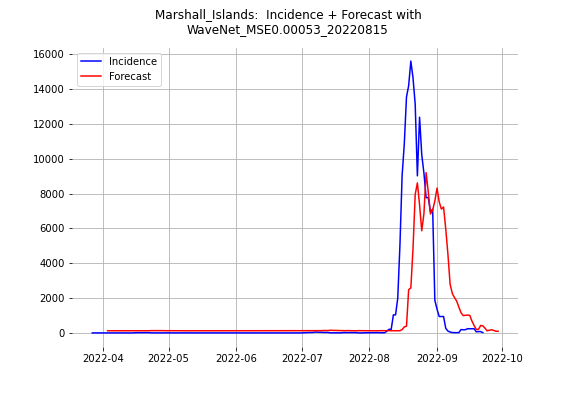 Marshall_Islands:  Incidence + Forecast with
WaveNet_MSE0.00053_20220815
Incidence
Forecast
16000
14000
12000
10000
8000
6000
4000
2000
0
2022-04 2022-05 2022-06 2022-07 2022-08 2022-09 2022-10